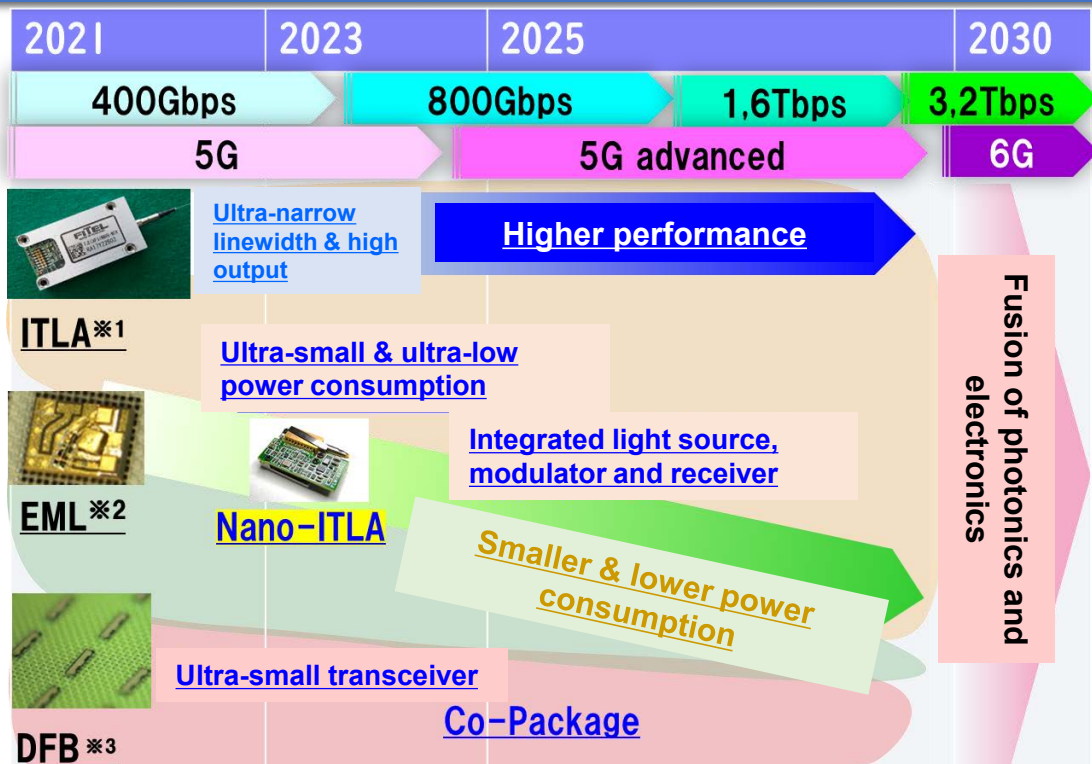 2021 2023 2025 2030
400Gbps 800Gbps 1,6Tbps 3,2Tbps
5G 5G advanced 6G
FITEL
Ultra-narrow
linewidth & high
output
Higher performance
ITLA※1
Ultra-small & ultra-low
power consumption
Integrated light source,
modulator and receiver
EML※2
Nano-ITLA
Smaller & lower power
consumption
Ultra-small transceiver
Co-Package
DFB ※3
Fusion of photonics and
electronics